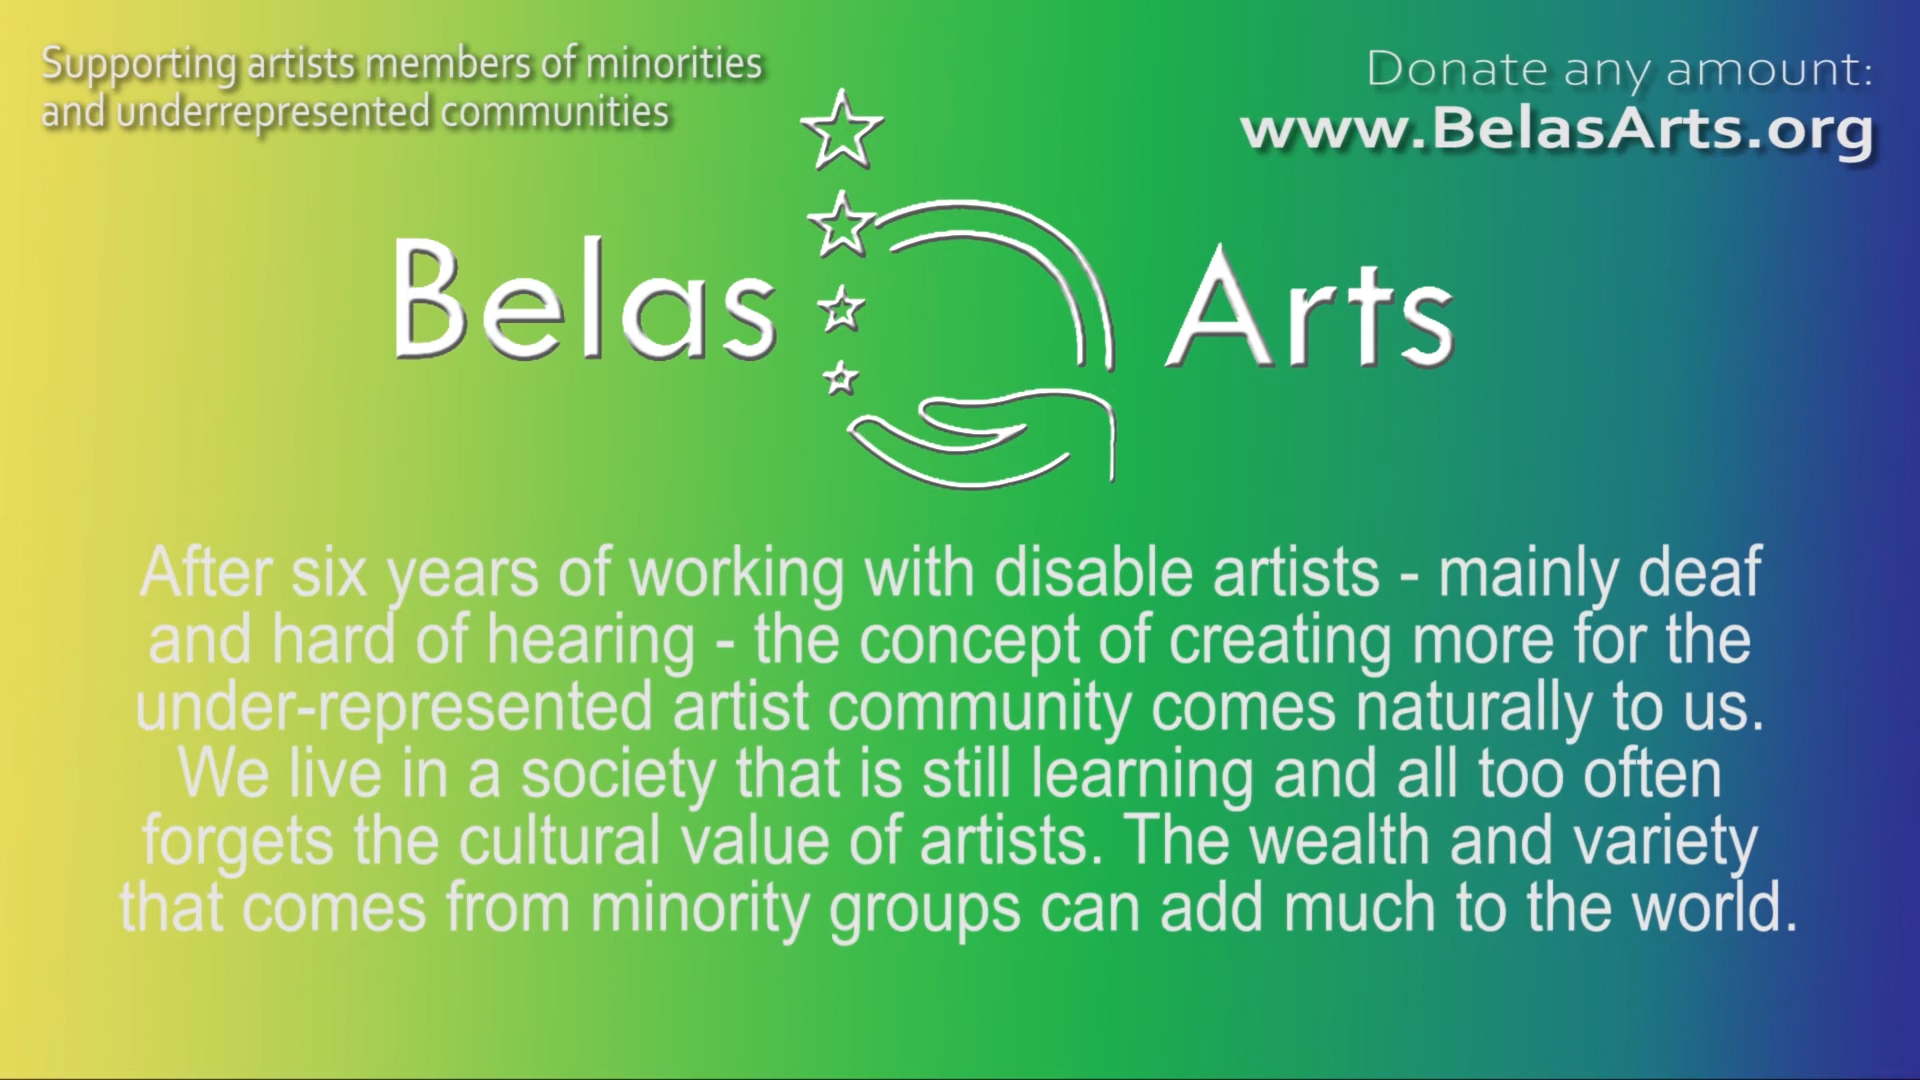 Supporting artists members of minorities
and underrepresented communities
Donate any amount:
www.BelasArts.org
Belas Arts
After six years of working with disable artists - mainly deaf
and hard of hearing - the concept of creating more for the
under-represented artist community comes naturally to us.
We live in a society that is still learning and all too often
forgets the cultural value of artists. The wealth and variety
that comes from minority groups can add much to the world.